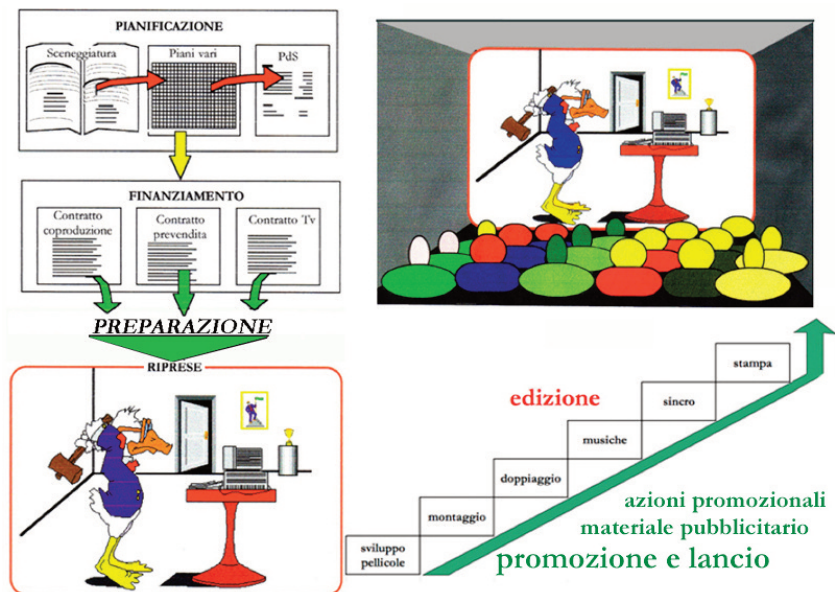 PIANIFICAZIONE
Sceneggiatura
Piani vari
PdS
FINANZIAMENTO
Contratto
coproduzione
Contratto
prevendita
Contratto Tv
PREPARAZIONE
RIPRESE
edizione
stampa
sincro
musiche
doppiaggio
montaggio
sviluppo
pellicole
azioni promozionali
materiale pubblicitario
promozione e lancio